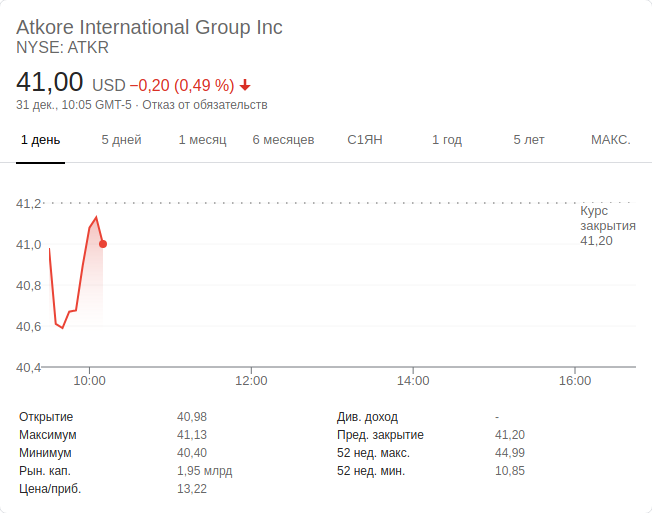 Atkore International Group Inc
NYSE: ATKR
41,00 USD −0,20 (0,49 %)
31 дек., 10:05 GMT-5 · Отказ от обязательств
1 день 5 дней 1 месяц 6 месяцев С1ЯН 1 год 5 лет МАКС.
41,2
41,0
40,8
40,6
40,4
Курс
закрытия
41,20
10:00 12:00 14:00 16:00
Открытие 40,98 Див. доход -
Максимум 41,13 Пред. закрытие 41,20
Минимум 40,40 52 нед. макс. 44,99
Рын. кап. 1,95 млрд 52 нед. мин. 10,85
Цена/приб. 13,22